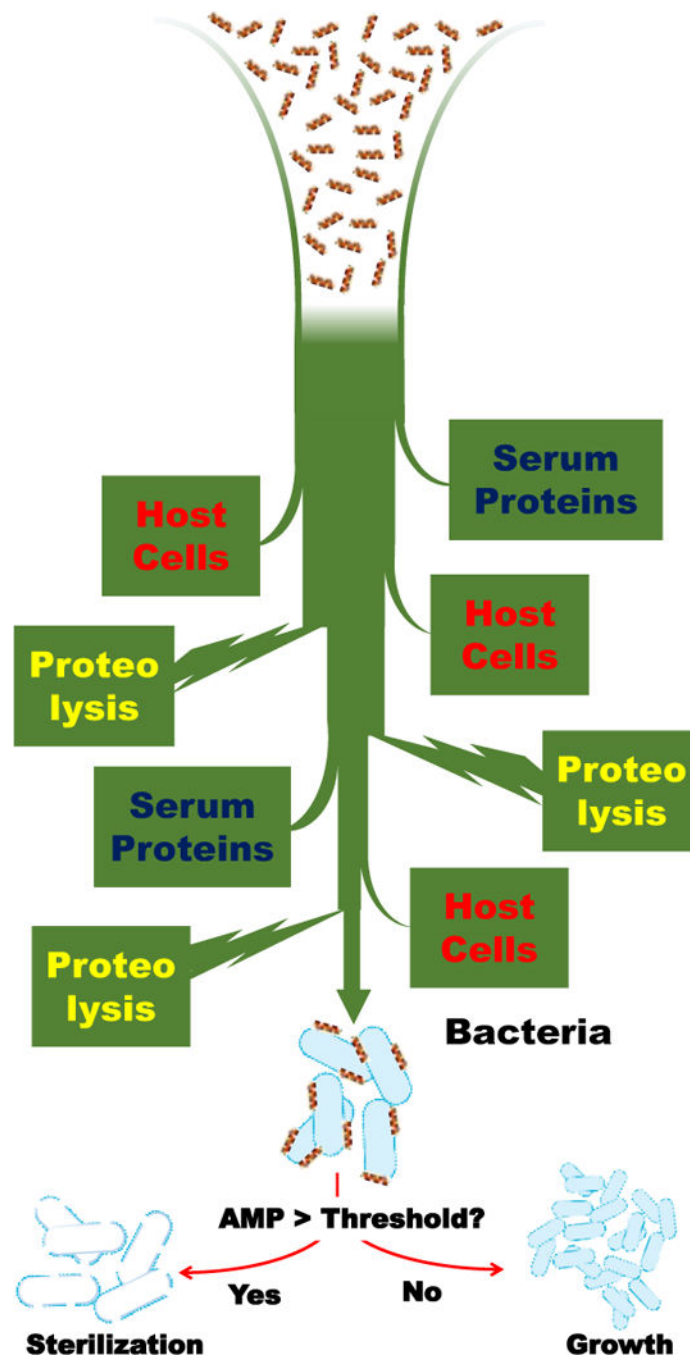 Serum
Proteins
Host
Cells
Host
Cells
Proteo
lysis
Proteo
lysis
Serum
Proteins
Host
Cells
Proteo
lysis
Bacteria
AMP > Threshold?
Yes
No
Sterilization
Growth